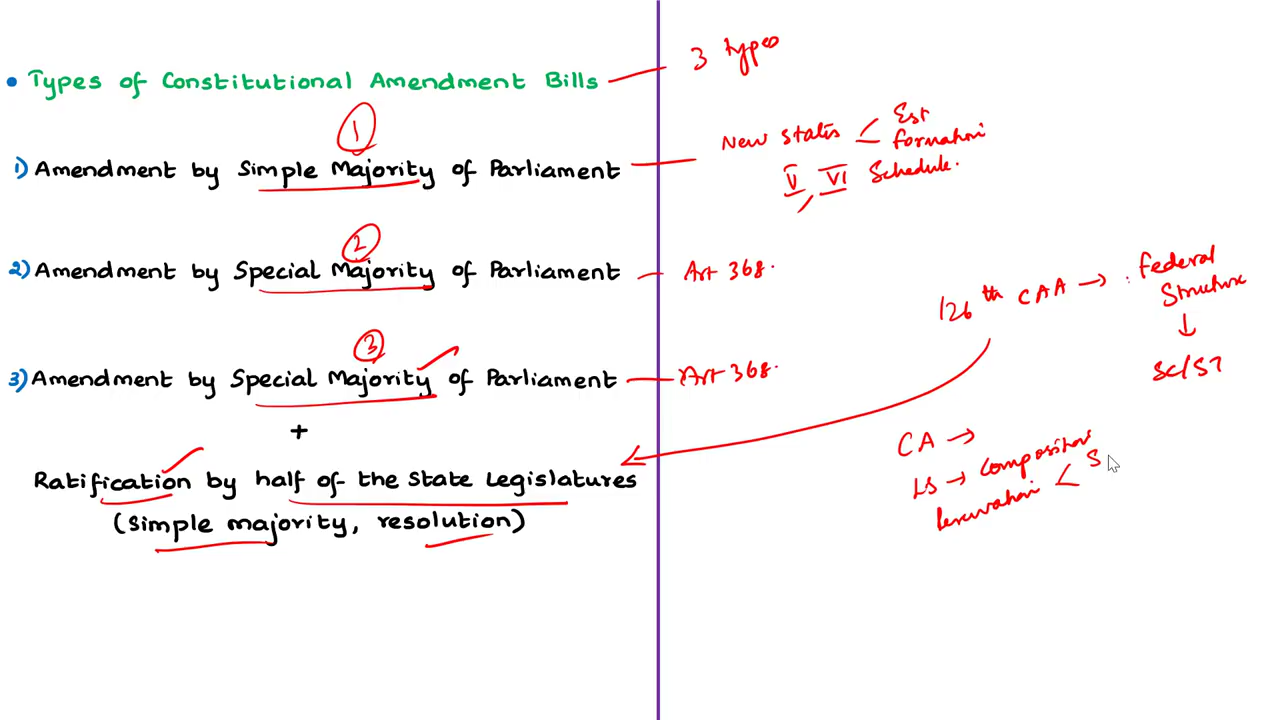 • Types of Constitutional Amendment Bills
3 types
1
1) Amendment by Simple Majority of Parliament
New states
Est
formation
V, VI Schedule.
2
2) Amendment by Special Majority of Parliament
Art 368.
126th CAA → Federal
Structure
↓
SC/ST
3
3) Amendment by Special Majority of Parliament
Art 368.
+
Ratification by half of the State Legislatures
(Simple majority, resolution)
CA →
LS → Composition
S